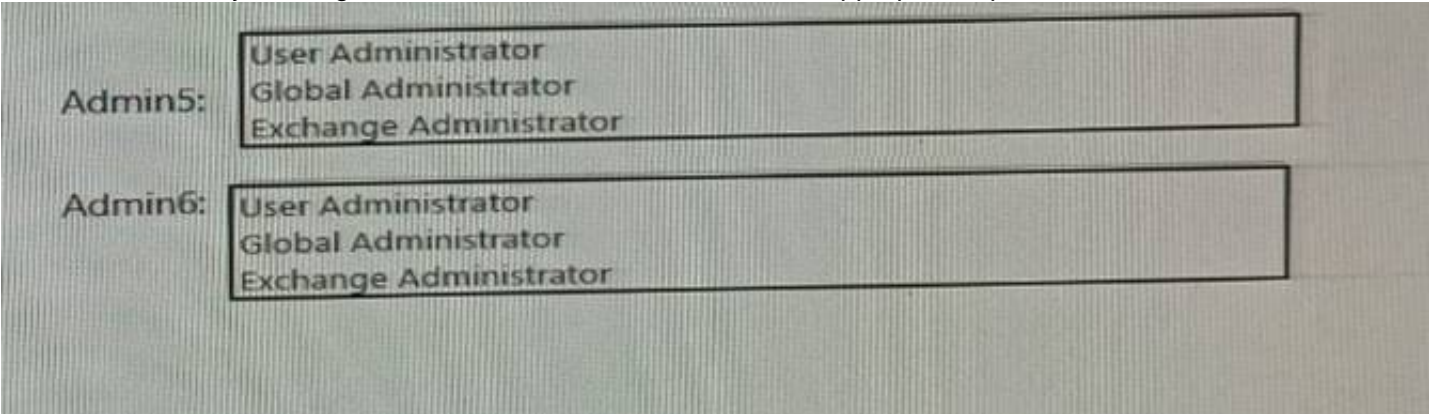 Admin5:
User Administrator
Global Administrator
Exchange Administrator
Admin6:
User Administrator
Global Administrator
Exchange Administrator